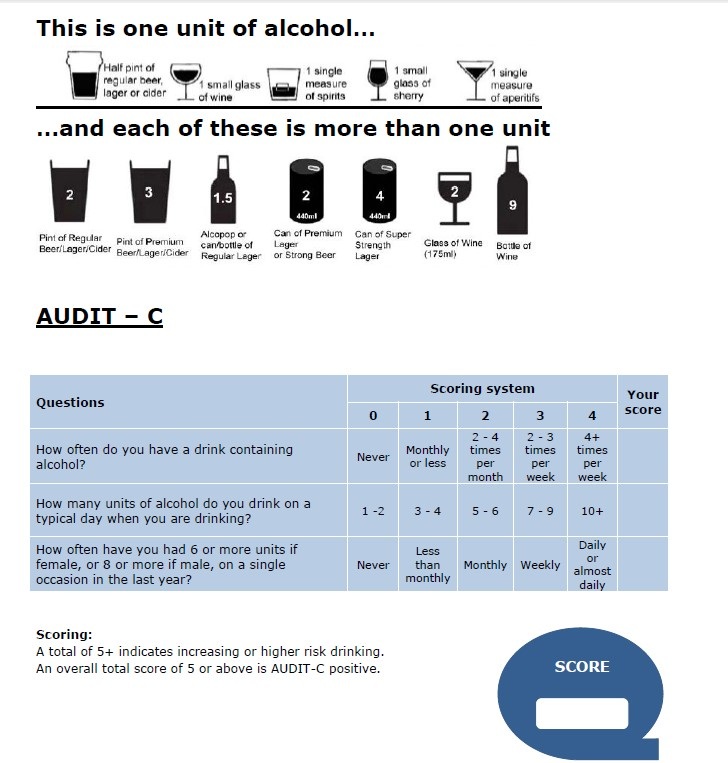 This is one unit of alcohol...
Half pint of
regular beer,
lager or cider
1 small glass
of wine
1 single
measure
of spirits
1 small
glass of
sherry
1 single
measure
of aperitifs
...and each of these is more than one unit
2
Pint of Regular
Beer/Lager/Cider
3
Pint of Premium
Beer/Lager/Cider
1.5
Alcopop or
can/bottle of
Regular Lager
2
440ml
Can of Premium
Lager
or Strong Beer
4
440ml
Can of Super
Strength
Lager
2
Glass of Wine
(175ml)
9
Bottle of
Wine
AUDIT – C
Questions
Scoring system
Your
score
0
1
2
3
4
How often do you have a drink containing
alcohol?
Never
Monthly
or less
2 - 4
times
per
month
2 - 3
times
per
week
4+
times
per
week
How many units of alcohol do you drink on a
typical day when you are drinking?
1 -2
3 - 4
5 - 6
7 - 9
10+
How often have you had 6 or more units if
female, or 8 or more if male, on a single
occasion in the last year?
Never
Less
than
monthly
Monthly
Weekly
Daily
or
almost
daily
Scoring:
A total of 5+ indicates increasing or higher risk drinking.
An overall total score of 5 or above is AUDIT-C positive.
SCORE